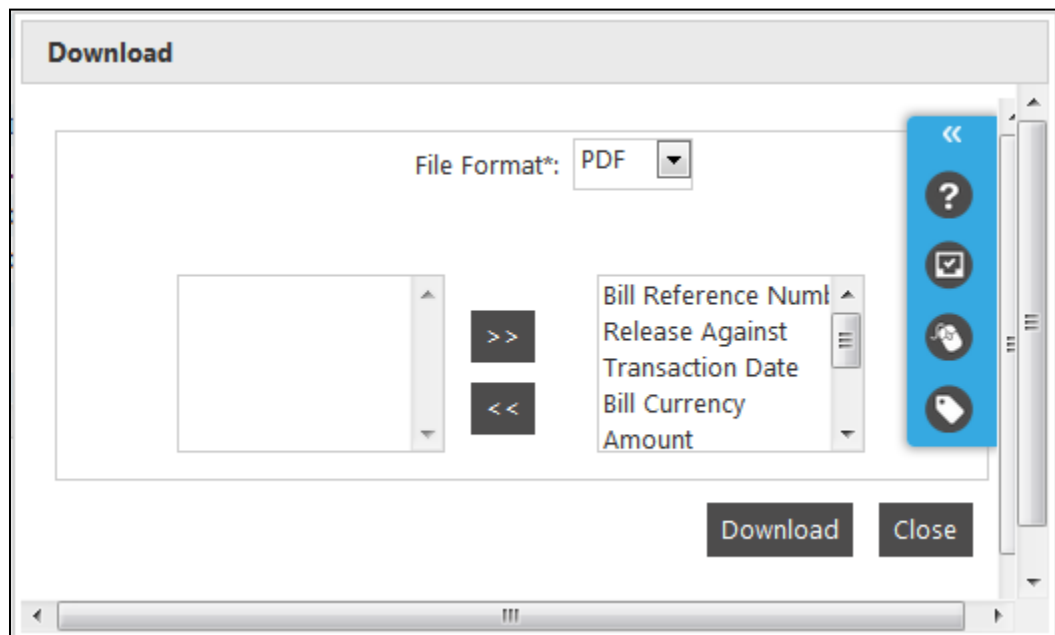 Download
File Format*: PDF
>>
<<
Bill Reference Numb
Release Against
Transaction Date
Bill Currency
Amount
Download Close